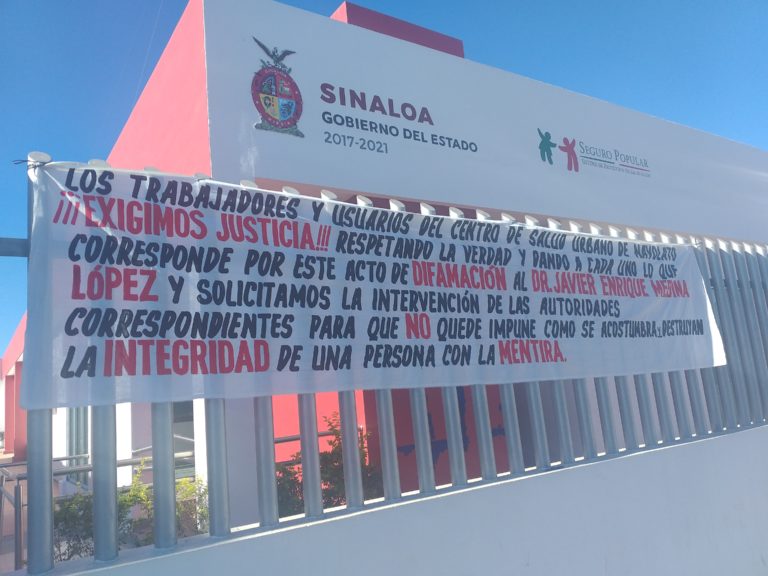 SINALOA
GOBIERNO DEL ESTADO
2017-2021
SEGURO POPULAR
LOS TRABAJADORES Y USUARIOS DEL CENTRO DE SALUD URBANO DE NAVOLATO
¡¡¡EXIGIMOS JUSTICIA!!! RESPETANDO LA VERDAD Y DANDO A CADA UNO LO QUE
CORRESPONDE POR ESTE ACTO DE DIFAMACIÓN AL DR. JAVIER ENRIQUE MEDINA
LÓPEZ Y SOLICITAMOS LA INTERVENCIÓN DE LAS AUTORIDADES
CORRESPONDIENTES PARA QUE NO QUEDE IMPUNE COMO SE ACOSTUMBRA Y DESTRUYAN
LA INTEGRIDAD DE UNA PERSONA CON LA MENTIRA.